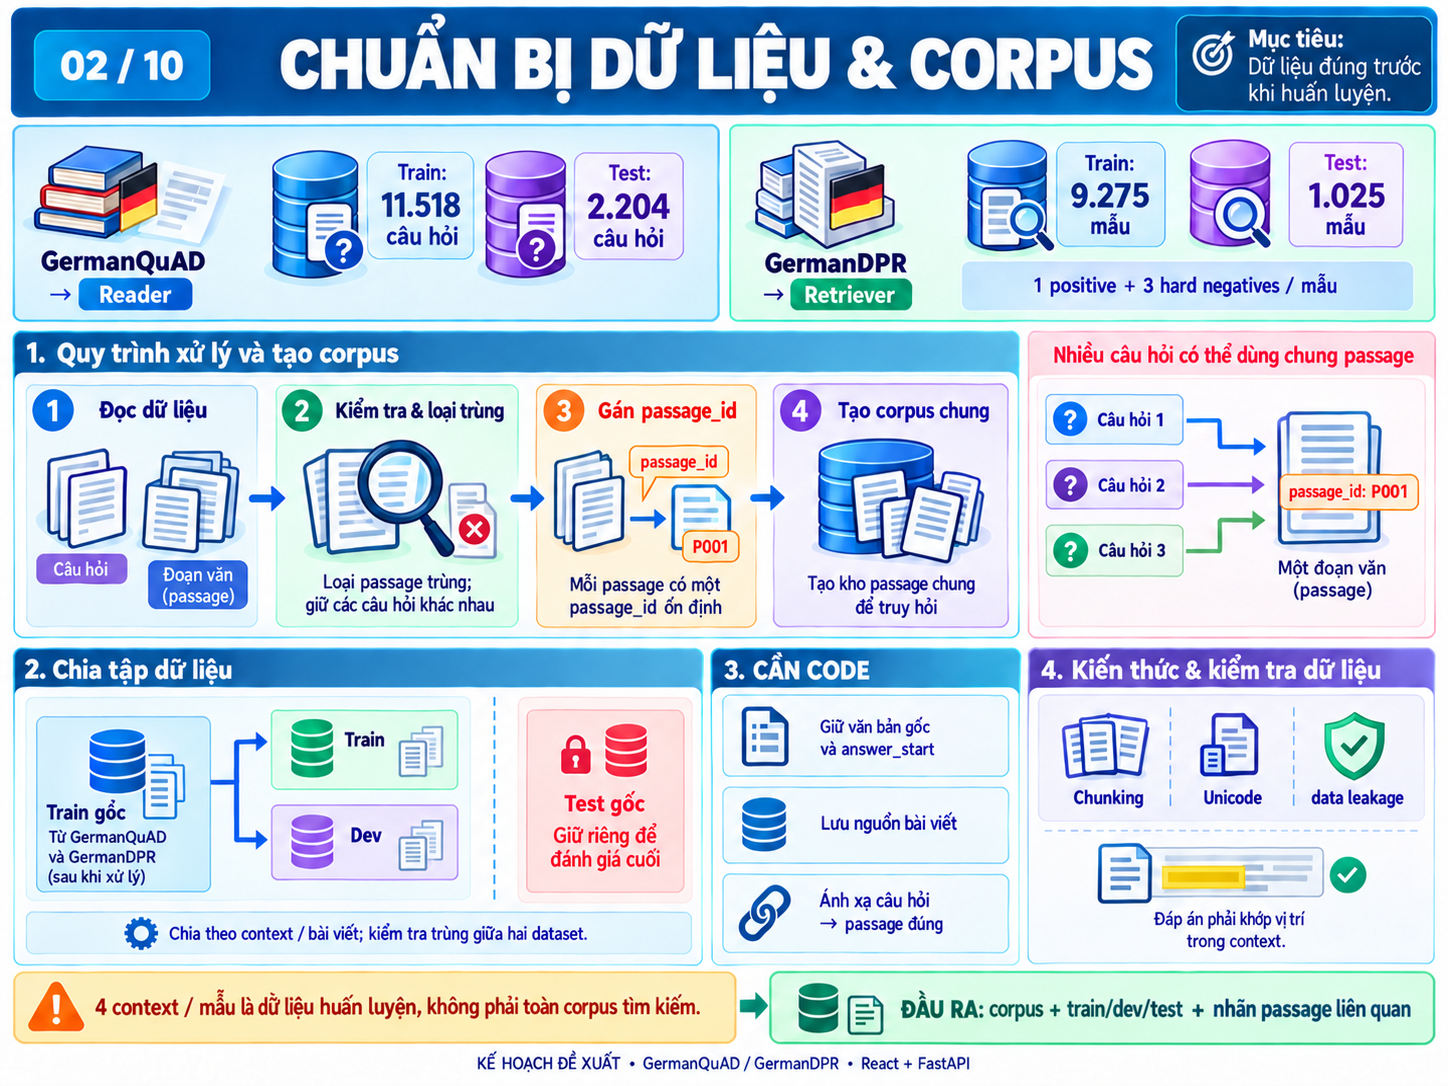 02 / 10
CHUẨN BỊ DỮ LIỆU & CORPUS
Mục tiêu:
Dữ liệu đúng trước
khi huấn luyện.
GermanQuAD
→ Reader
Train:
11.518
câu hỏi
Test:
2.204
câu hỏi
GermanDPR
→ Retriever
Train:
9.275
mẫu
Test:
1.025
mẫu
1 positive + 3 hard negatives / mẫu
1. Quy trình xử lý và tạo corpus
1 Đọc dữ liệu
Câu hỏi
Đoạn văn
(passage)
2 Kiểm tra & loại trùng
Loại passage trùng;
giữ các câu hỏi khác nhau
3 Gán passage_id
passage_id
P001
Mỗi passage có một
passage_id ổn định
4 Tạo corpus chung
Tạo kho passage chung
để truy hỏi
Nhiều câu hỏi có thể dùng chung passage
? Câu hỏi 1
? Câu hỏi 2
? Câu hỏi 3
passage_id: P001
Một đoạn văn
(passage)
2. Chia tập dữ liệu
Train gốc
Từ GermanQuAD
và GermanDPR
(sau khi xử lý)
Train
Dev
Test gốc
Giữ riêng để
đánh giá cuối
Chia theo context / bài viết; kiểm tra trùng giữa hai dataset.
3. CẦN CODE
Giữ văn bản gốc
và answer_start
Lưu nguồn bài viết
Ánh xạ câu hỏi
→ passage đúng
4. Kiến thức & kiểm tra dữ liệu
Chunking
Unicode
data leakage
Đáp án phải khớp vị trí
trong context.
4 context / mẫu là dữ liệu huấn luyện, không phải toàn corpus tìm kiếm.
ĐẦU RA: corpus + train/dev/test + nhãn passage liên quan
KẾ HOẠCH ĐỀ XUẤT • GermanQuAD / GermanDPR • React + FastAPI